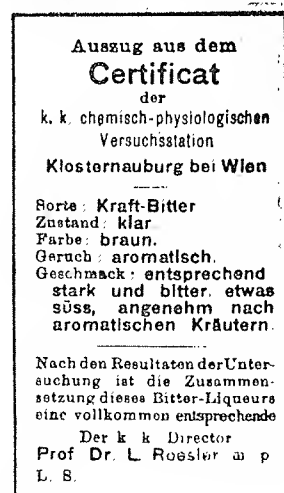 Auszug aus dem
Certificat
der
k. k. chemisch-physiologischen
Versuchsstation
Klosternauburg bei Wien
Sorte: Kraft-Bitter
Zustand: klar
Farbe: braun.
Geruch: aromatisch.
Geschmack: entsprechend
stark und bitter, etwas
süss, angenehm nach
aromatischen Kräutern.
Nach den Resultaten der Unter-
suchung ist die Zusammen-
setzung dieses Bitter-Liqueurs
eine vollkommen entsprechende
Der k k Director
Prof Dr. L. Roesler m p
L. S.